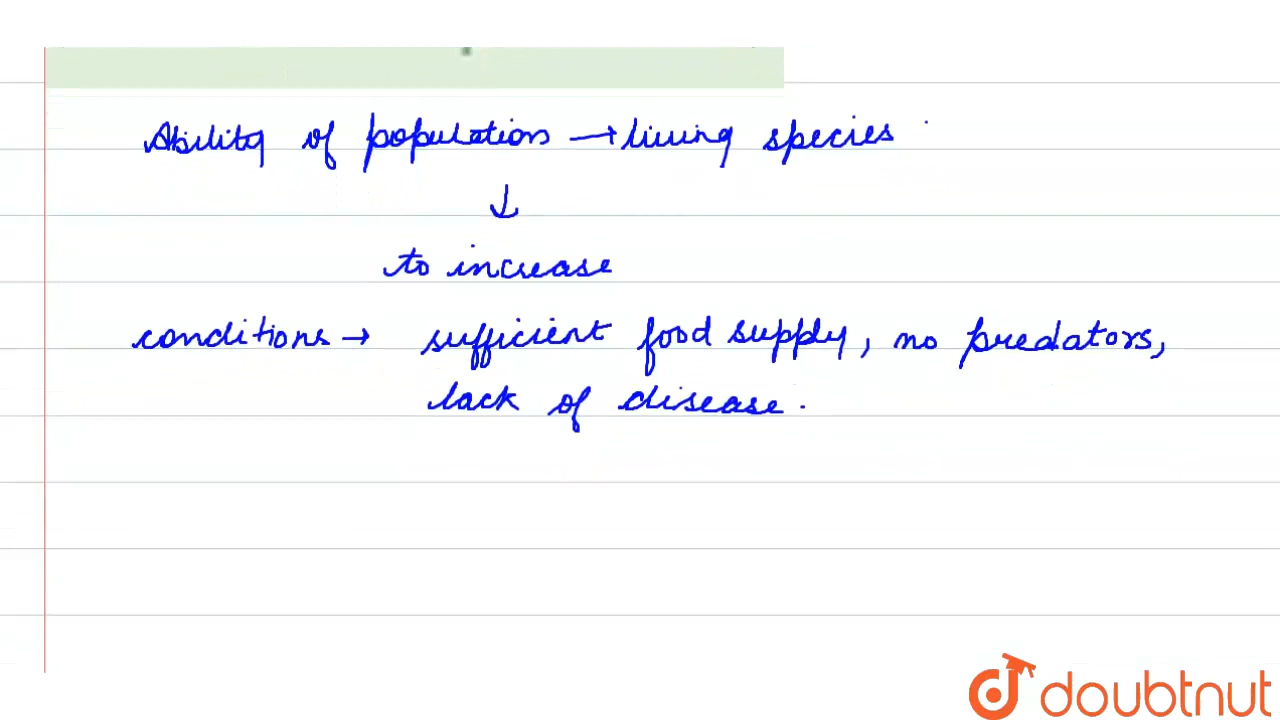 Ability of population → living species
↓
to increase
conditions → sufficient food supply, no predators,
lack of disease.
doubtnut